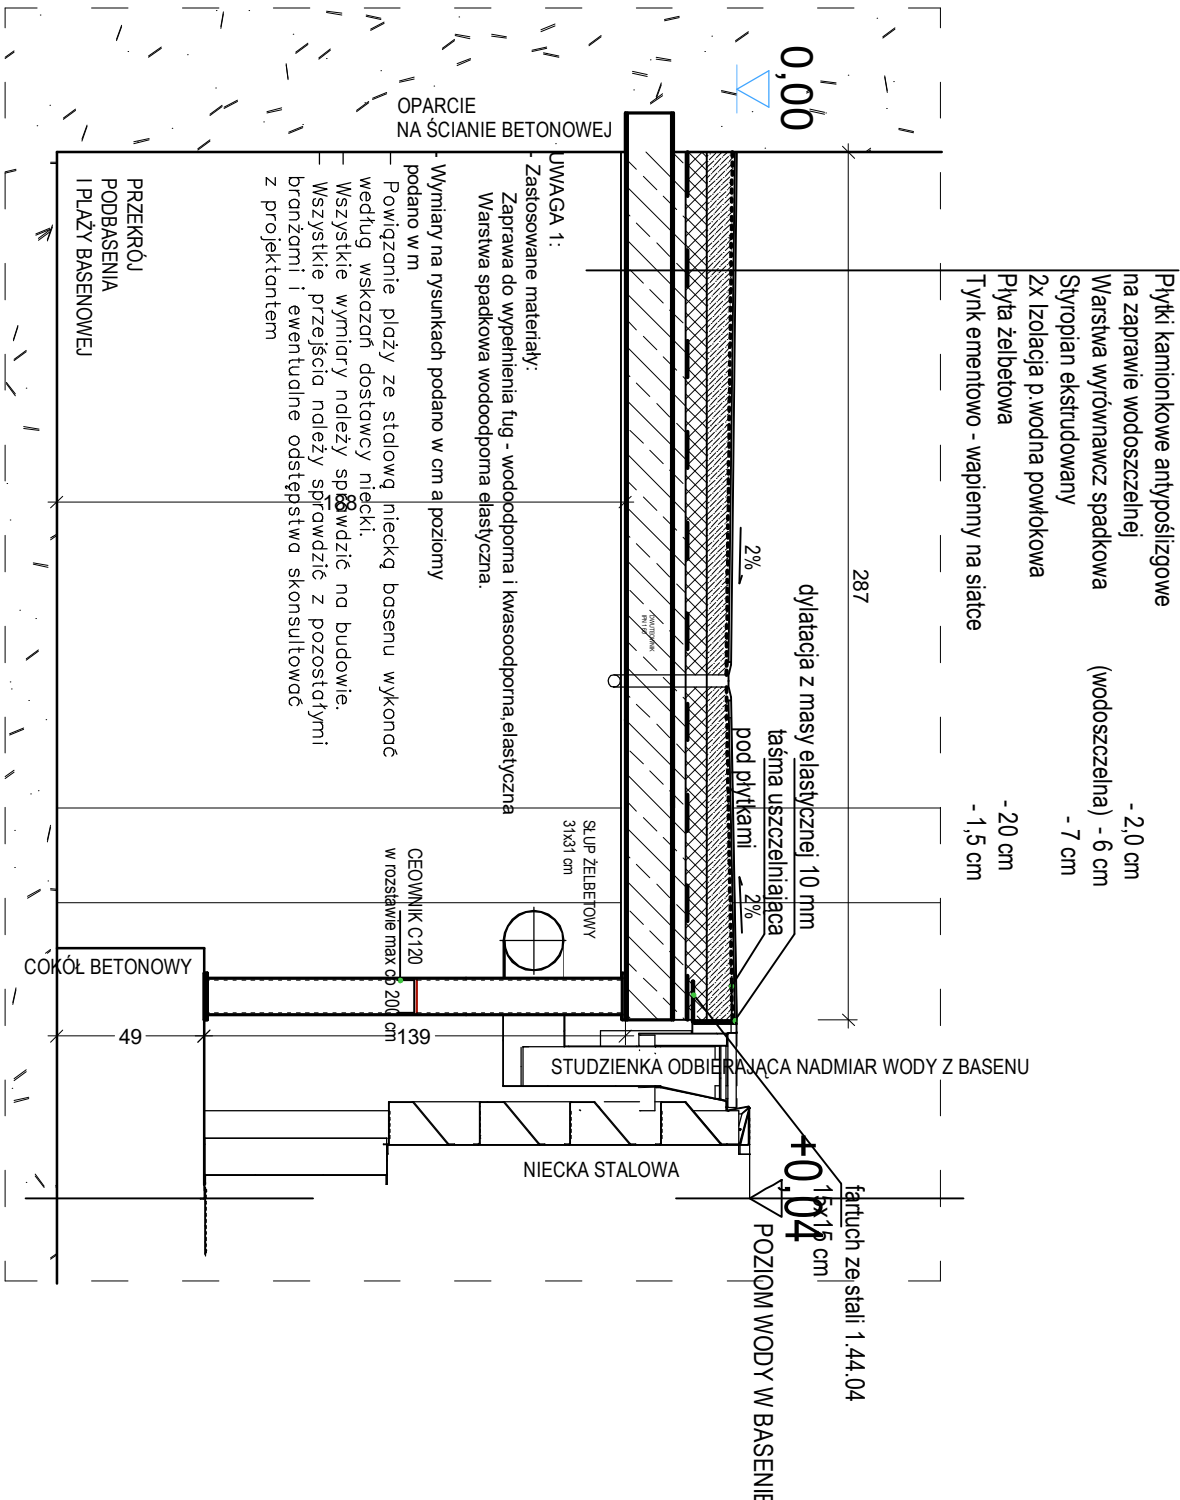 Płytki kamionkowe antypoślizgowe
na zaprawie wodoszczelnej - 2,0 cm
Warstwa wyrównawcz spadkowa (wodoszczelna) - 6 cm
Styropian ekstrudowany - 7 cm
2x Izolacja p.wodna powłokowa
Płyta żelbetowa - 20 cm
Tynk ementowo - wapienny na siatce - 1,5 cm
0,00
OPARCIE
NA ŚCIANIE BETONOWEJ
287
2%
2%
dylatacja z masy elastycznej 10 mm
taśma uszczelniająca
pod płytkami
fartuch ze stali 1.44.04
15x15 cm
+0,04
POZIOM WODY W BASENIE
UWAGA 1:
Zastosowane materiały:
Zaprawa do wypełnienia fug - wodoodporna i kwasoodporna,elastyczna
Warstwa spadkowa wodoodporna elastyczna.
Wymiary na rysunkach podano w cm a poziomy
podano w m
Powiązanie plaży ze stalową niecką basenu wykonać
według wskazań dostawcy niecki.
Wszystkie wymiary należy sprawdzić na budowie.
Wszystkie przejścia należy sprawdzić z pozostałymi
branżami i ewentualne odstępstwa skonsultować
z projektantem
188
DWUTEOWNIK
SŁUP ŻELBETOWY
31x31 cm
CEOWNIK C120
w rozstawie max co 200 cm
PRZEKRÓJ
PODBASENIA
I PLAŻY BASENOWEJ
COKÓŁ BETONOWY
49
139
STUDZIENKA ODBIERAJĄCA NADMIAR WODY Z BASENU
NIECKA STALOWA